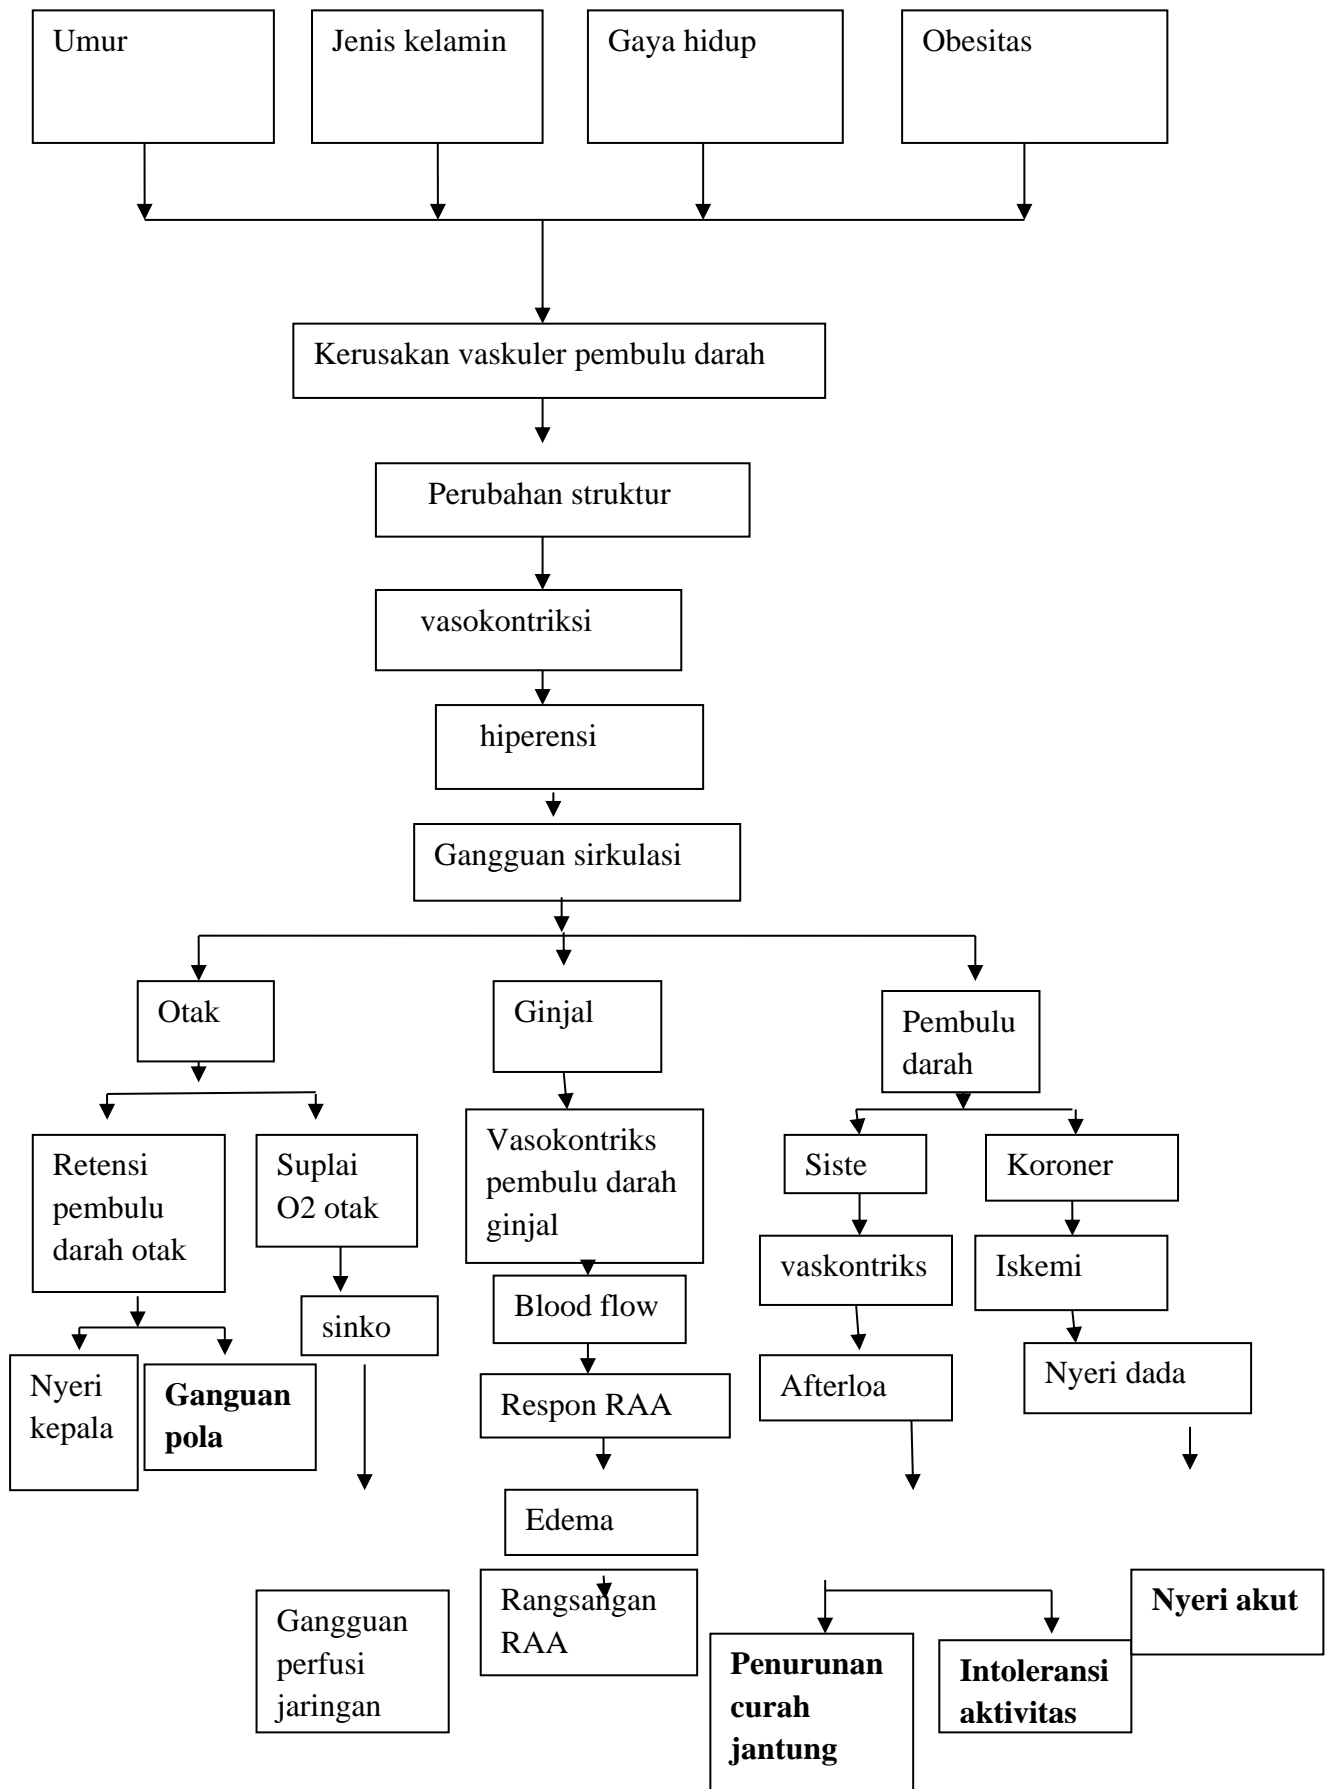 Umur
Jenis kelamin
Gaya hidup
Obesitas
Kerusakan vaskuler pembulu darah
Perubahan struktur
vasokontriksi
hiperensi
Gangguan sirkulasi
Otak
Ginjal
Pembulu
darah
Retensi
pembulu
darah otak
Suplai
O2 otak
Vasokontriks
pembulu darah
ginjal
Siste
Koroner
sinko
Blood flow
vaskontriks
Iskemi
Nyeri
kepala
Ganguan
pola
Respon RAA
Afterloa
Nyeri dada
Edema
Gangguan
perfusi
jaringan
Rangsangan
RAA
Penurunan
curah
jantung
Intoleransi
aktivitas
Nyeri akut